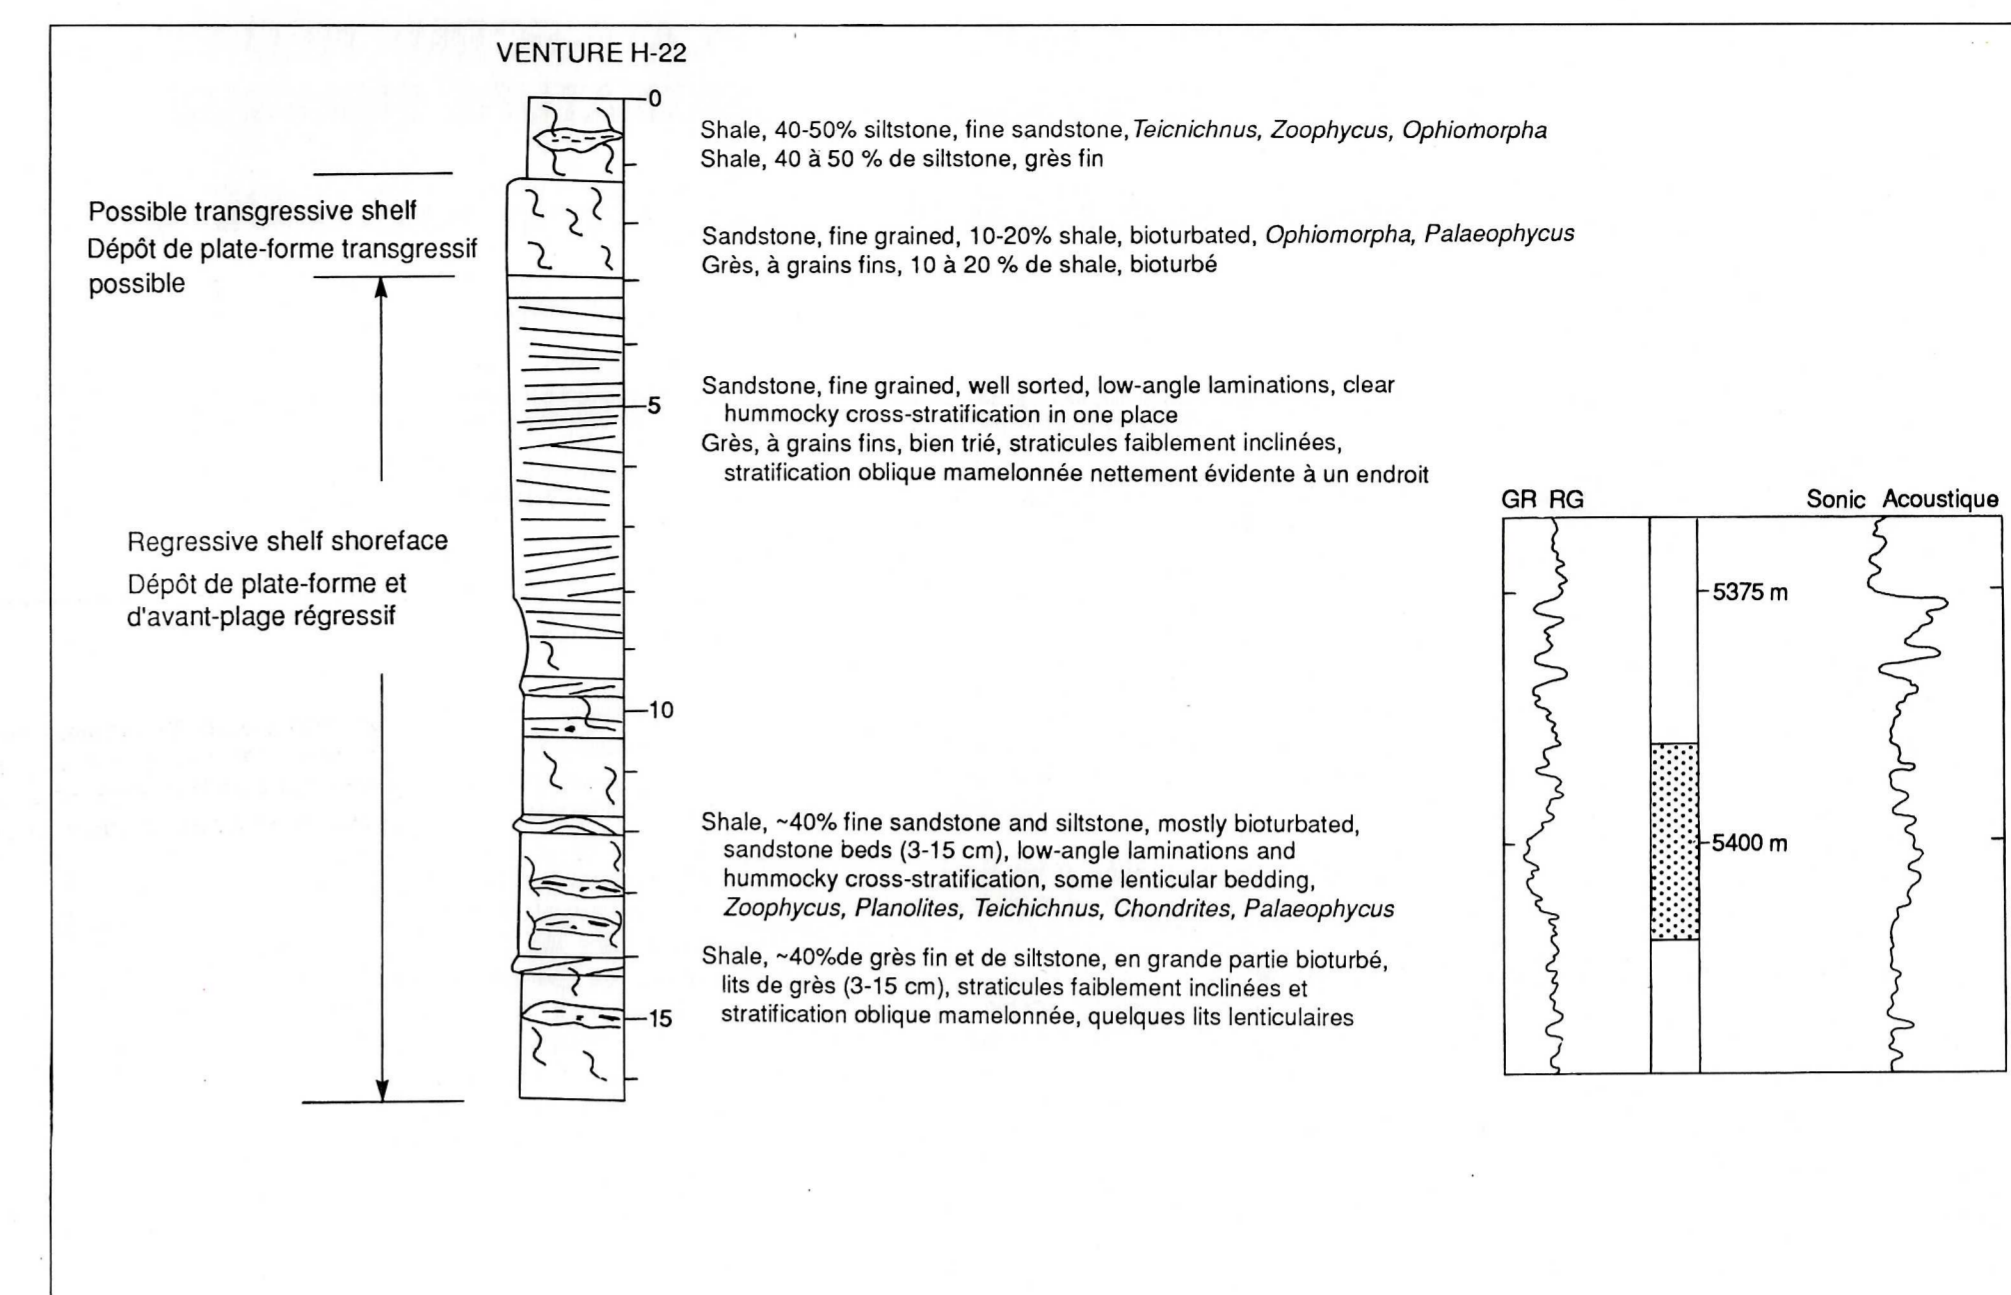 VENTURE H-22
0
5
10
15
Possible transgressive shelf
Dépôt de plate-forme transgressif
possible
Regressive shelf shoreface
Dépôt de plate-forme et
d'avant-plage régressif
Shale, 40-50% siltstone, fine sandstone, Teicnichnus, Zoophycus, Ophiomorpha
Shale, 40 à 50 % de siltstone, grès fin
Sandstone, fine grained, 10-20% shale, bioturbated, Ophiomorpha, Palaeophycus
Grès, à grains fins, 10 à 20 % de shale, bioturbé
Sandstone, fine grained, well sorted, low-angle laminations, clear
hummocky cross-stratification in one place
Grès, à grains fins, bien trié, straticules faiblement inclinées,
stratification oblique mamelonnée nettement évidente à un endroit
Shale, ~40% fine sandstone and siltstone, mostly bioturbated,
sandstone beds (3-15 cm), low-angle laminations and
hummocky cross-stratification, some lenticular bedding,
Zoophycus, Planolites, Teichichnus, Chondrites, Palaeophycus
Shale, ~40%de grès fin et de siltstone, en grande partie bioturbé,
lits de grès (3-15 cm), straticules faiblement inclinées et
stratification oblique mamelonnée, quelques lits lenticulaires
GR RG
Sonic Acoustique
5375 m
5400 m